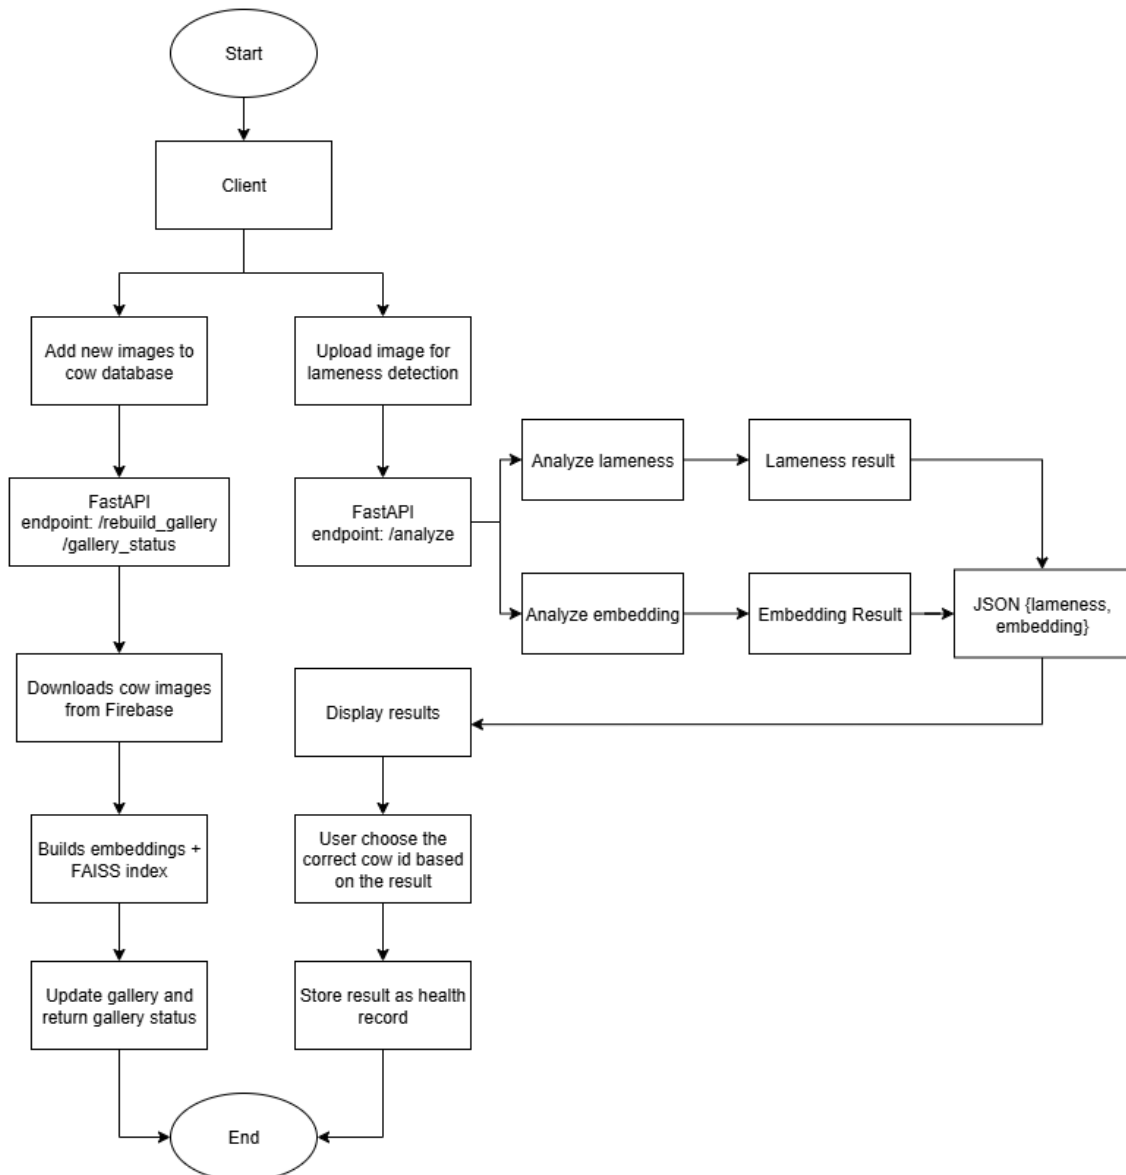 Start
Client
Add new images to
cow database
Upload image for
lameness detection
FastAPI
endpoint: /rebuild_gallery
/gallery_status
FastAPI
endpoint: /analyze
Analyze lameness
Lameness result
Analyze embedding
Embedding Result
JSON {lameness,
embedding}
Downloads cow images
from Firebase
Display results
Builds embeddings +
FAISS index
User choose the
correct cow id based
on the result
Update gallery and
return gallery status
Store result as health
record
End